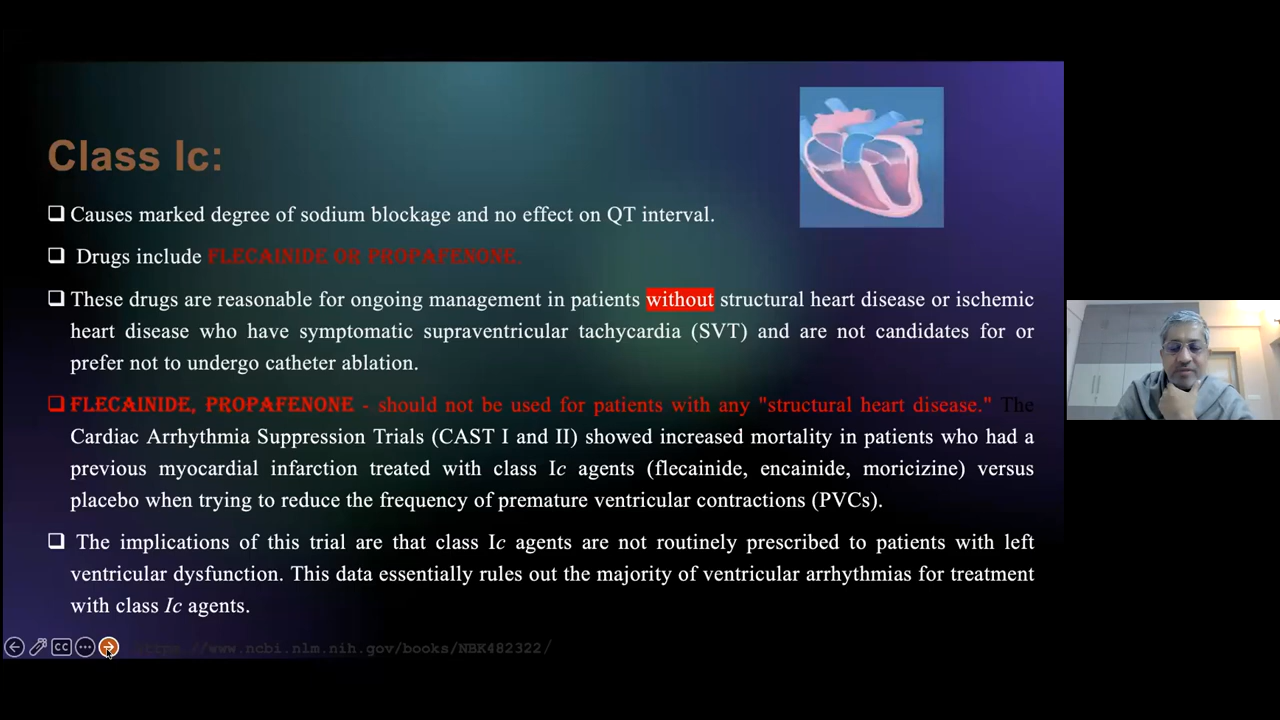 Class Ic:
❑ Causes marked degree of sodium blockage and no effect on QT interval.
❑ Drugs include FLECAINIDE OR PROPAFENONE.
❑ These drugs are reasonable for ongoing management in patients without structural heart disease or ischemic
heart disease who have symptomatic supraventricular tachycardia (SVT) and are not candidates for or
prefer not to undergo catheter ablation.
❑ FLECAINIDE, PROPAFENONE - should not be used for patients with any "structural heart disease." The
Cardiac Arrhythmia Suppression Trials (CAST I and II) showed increased mortality in patients who had a
previous myocardial infarction treated with class Ic agents (flecainide, encainide, moricizine) versus
placebo when trying to reduce the frequency of premature ventricular contractions (PVCs).
❑ The implications of this trial are that class Ic agents are not routinely prescribed to patients with left
ventricular dysfunction. This data essentially rules out the majority of ventricular arrhythmias for treatment
with class Ic agents.
CC
https://www.ncbi.nlm.nih.gov/books/NBK482322/